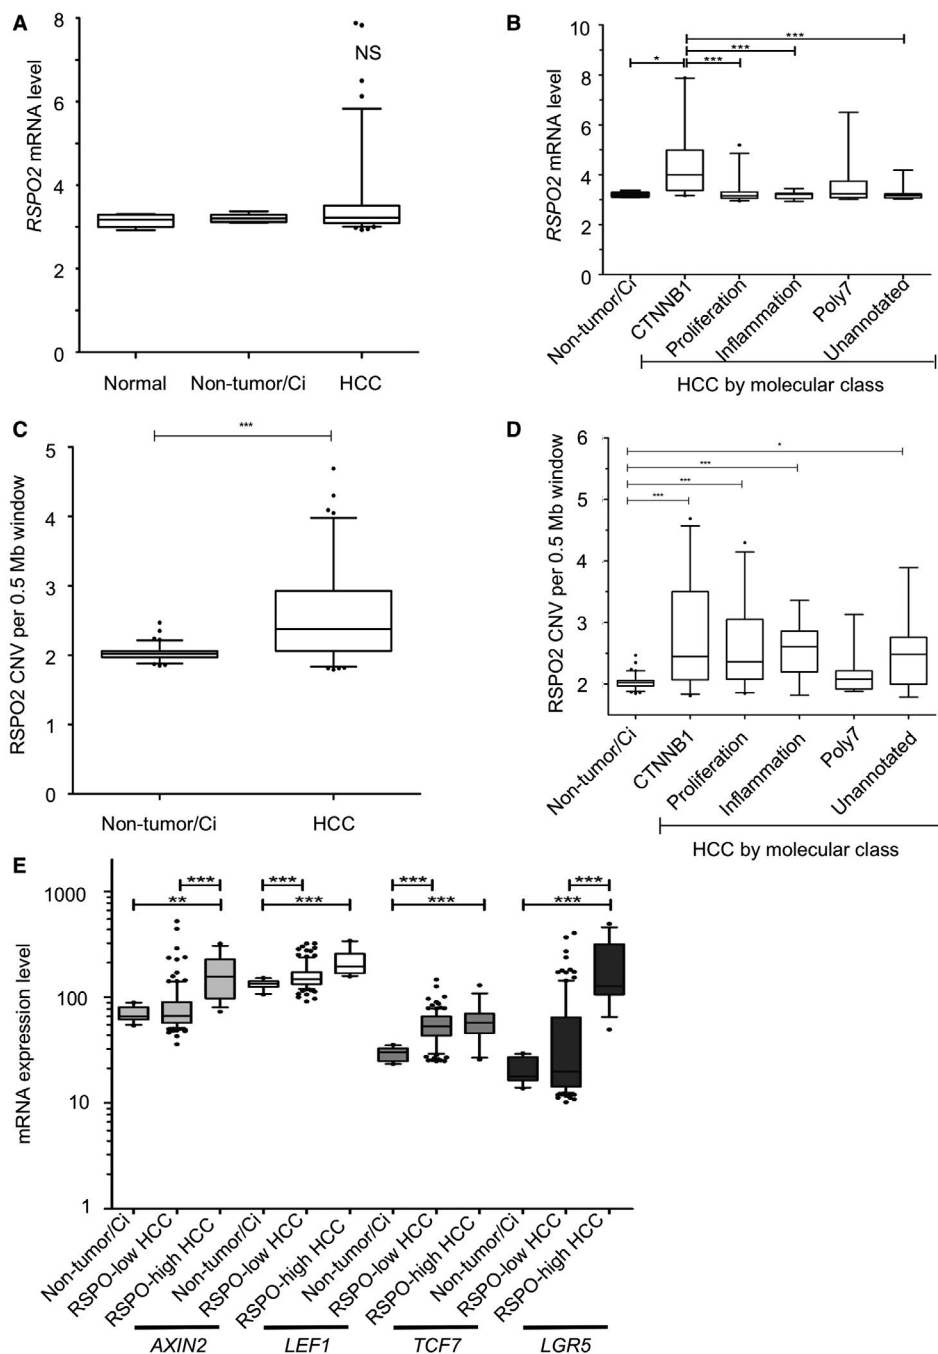 A
RSPO2 mRNA level
8
6
4
2
0
NS
Normal
Non-tumor/Ci
HCC
B
RSPO2 mRNA level
10
8
6
4
2
0
***
***
* ***
Non-tumor/Ci
CTNNB1
Proliferation
Inflammation
Poly7
Unannotated
HCC by molecular class
C
RSPO2 CNV per 0.5 Mb window
5
4
3
2
1
0
***
Non-tumor/Ci
HCC
D
RSPO2 CNV per 0.5 Mb window
6
5
4
3
2
*
***
***
***
Non-tumor/Ci
CTNNB1
Proliferation
Inflammation
Poly7
Unannotated
HCC by molecular class
E
mRNA expression level
1000
100
10
1
*** *** *** ***
** *** *** ***
Non-tumor/Ci
RSPO-low HCC
RSPO-high HCC
Non-tumor/Ci
RSPO-low HCC
RSPO-high HCC
Non-tumor/Ci
RSPO-low HCC
RSPO-high HCC
Non-tumor/Ci
RSPO-low HCC
RSPO-high HCC
AXIN2
LEF1
TCF7
LGR5